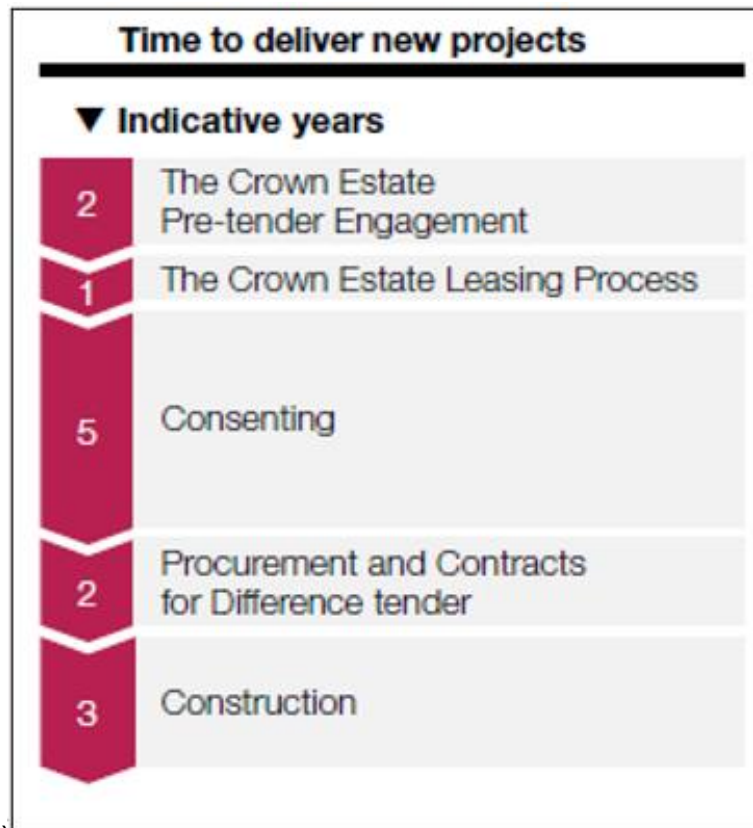 Time to deliver new projects
▼ Indicative years
2
The Crown Estate
Pre-tender Engagement
1
The Crown Estate Leasing Process
5
Consenting
2
Procurement and Contracts
for Difference tender
3
Construction